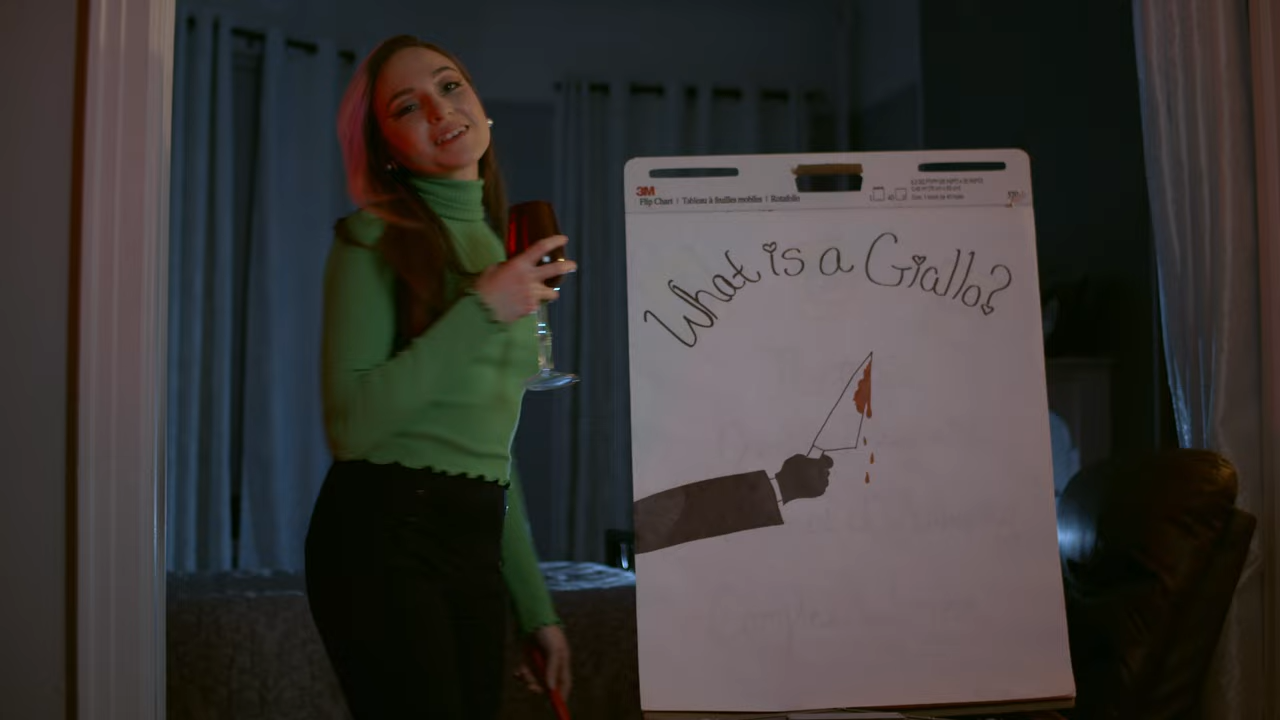 3M
Flip Chart | Tableau à feuilles mobiles | Rotafolio
What is a Giallo?